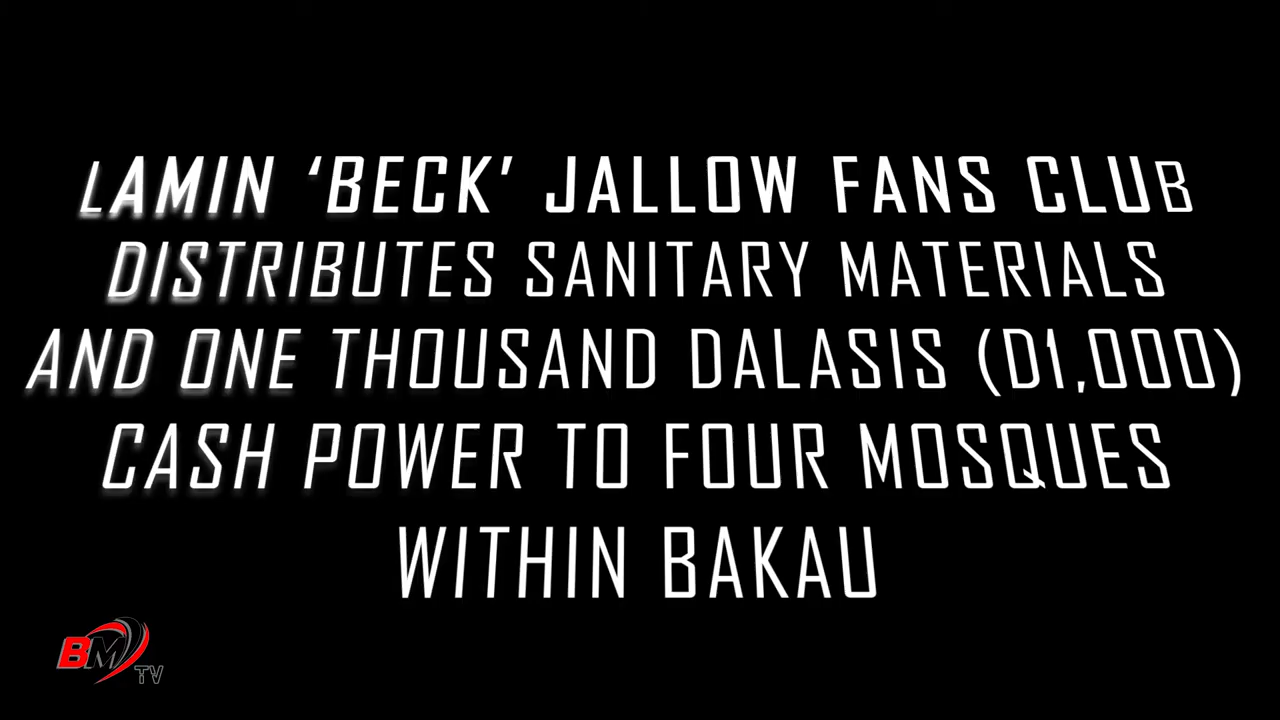 LAMIN ‘BECK’ JALLOW FANS CLUB
DISTRIBUTES SANITARY MATERIALS
AND ONE THOUSAND DALASIS (D1,000)
CASH POWER TO FOUR MOSQUES
WITHIN BAKAU
BM TV